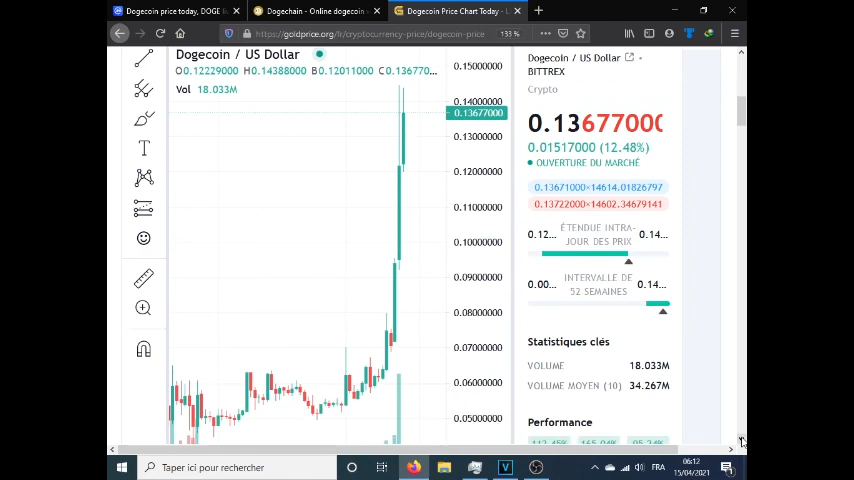 Dogecoin price today, DOGE li
Dogechain - Online dogecoin w
Dogecoin Price Chart Today - L
https://goldprice.org/fr/cryptocurrency-price/dogecoin-price
133 %
Dogecoin / US Dollar
O0.12229000 H0.14388000 B0.12011000 C0.13677O...
Vol 18.033M
0.15000000
0.14000000
0.13677000
0.13000000
0.12000000
0.11000000
0.10000000
0.09000000
0.08000000
0.07000000
0.06000000
0.05000000
Dogecoin / US Dollar
BITTREX
Crypto
0.13677000
0.01517000 (12.48%)
OUVERTURE DU MARCHÉ
0.13671000×14614.01826797
0.13722000×14602.34679141
0.12... ÉTENDUE INTRA-JOUR DES PRIX 0.14...
0.00... INTERVALLE DE 52 SEMAINES 0.14...
Statistiques clés
VOLUME 18.033M
VOLUME MOYEN (10) 34.267M
Performance
Taper ici pour rechercher
FRA
06:12
15/04/2021